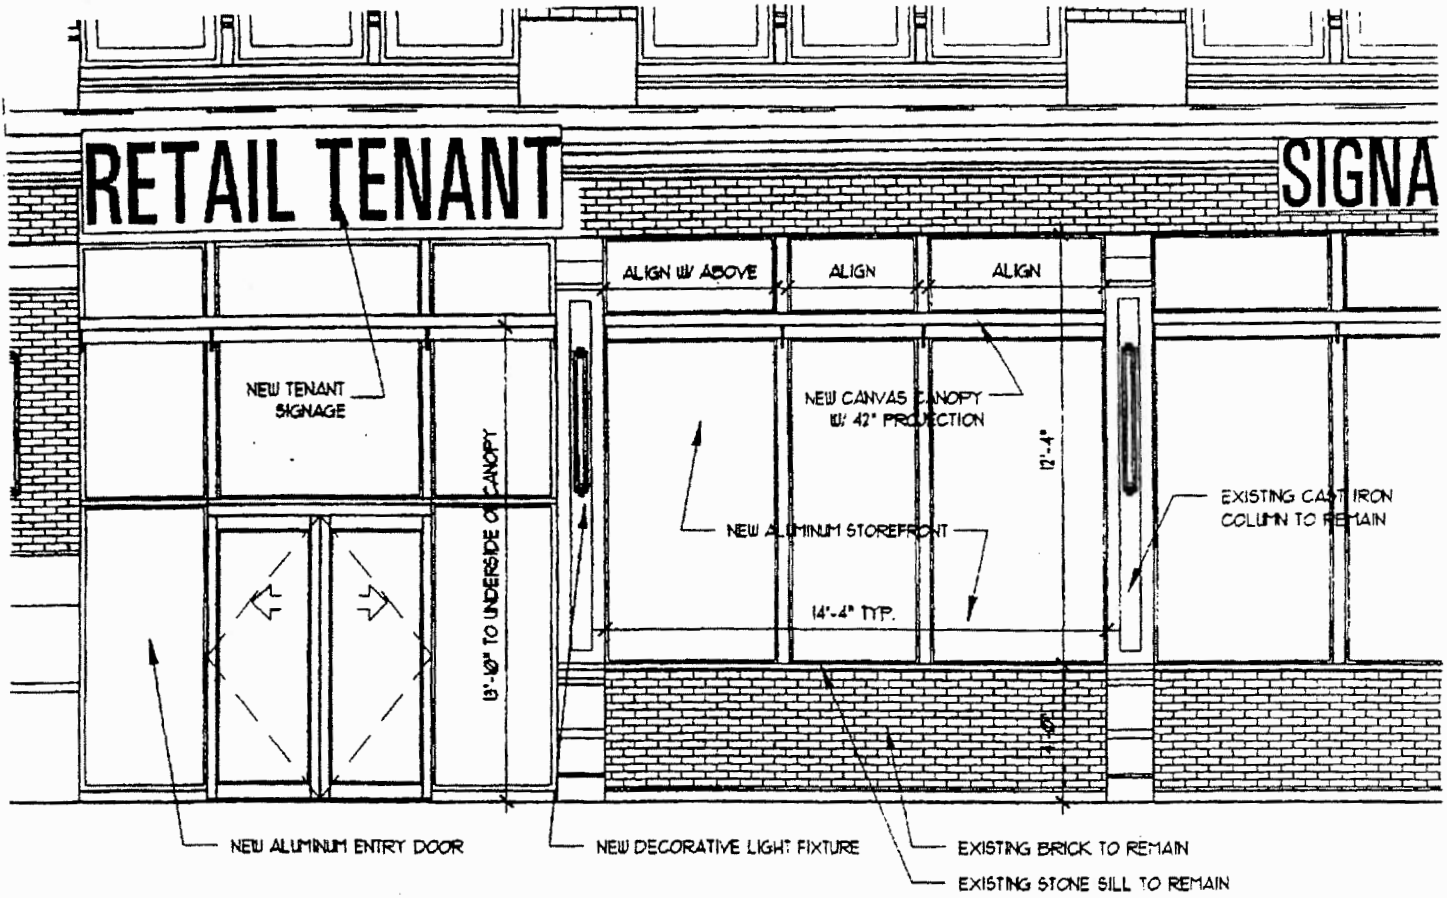 RETAIL TENANT
SIGNA
ALIGN W/ ABOVE
ALIGN
ALIGN
NEW TENANT
SIGNAGE
NEW CANVAS CANOPY
W/ 42" PROJECTION
12'-4"
13'-10" TO UNDERSIDE OF CANOPY
EXISTING CAST IRON
COLUMN TO REMAIN
NEW ALUMINUM STOREFRONT
14'-4" TYP.
NEW ALUMINUM ENTRY DOOR
NEW DECORATIVE LIGHT FIXTURE
EXISTING BRICK TO REMAIN
EXISTING STONE SILL TO REMAIN